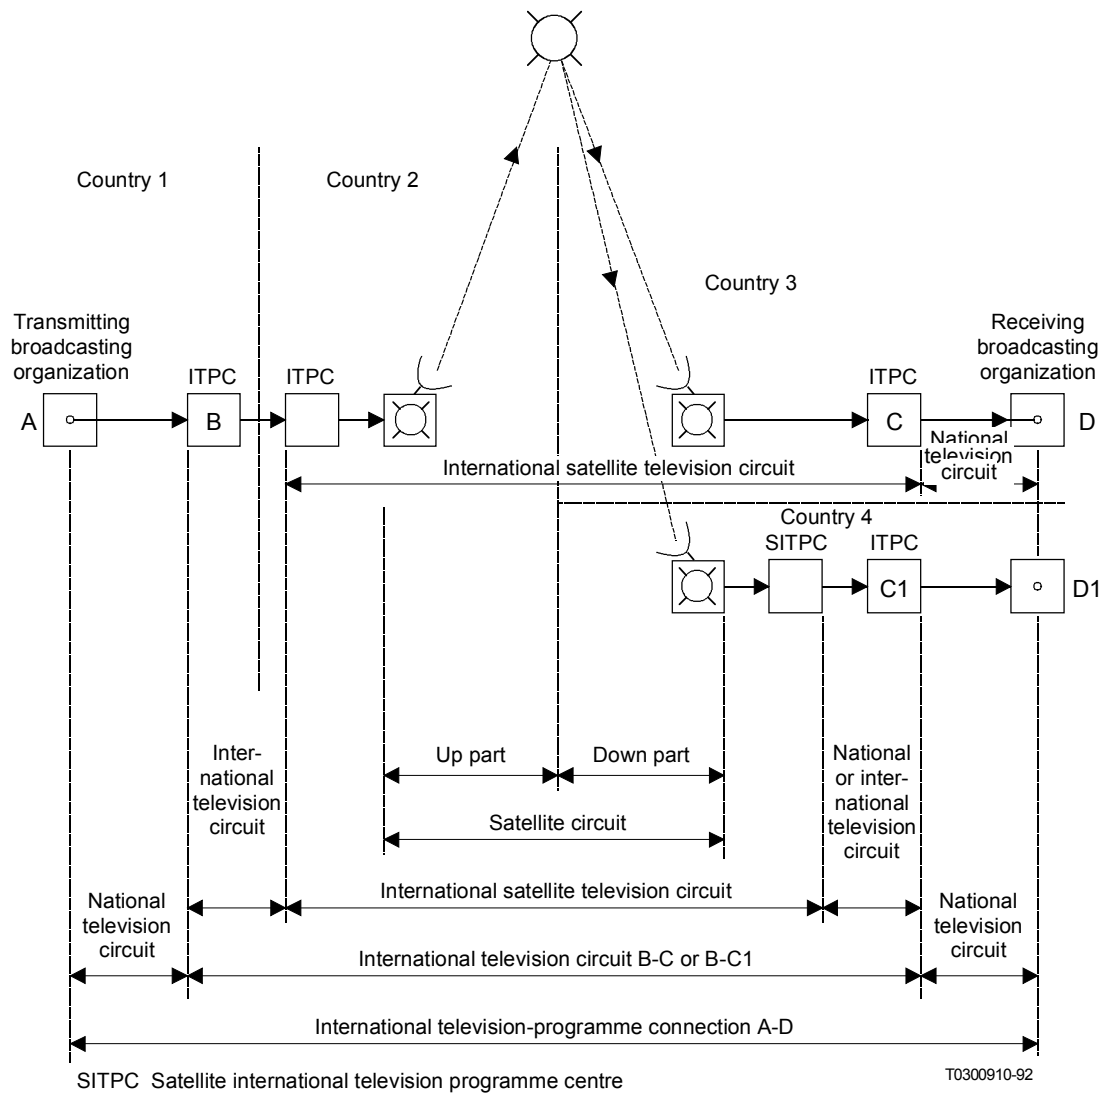 Country 1
Country 2
Country 3
Transmitting
broadcasting
organization
Receiving
broadcasting
organization
ITPC
ITPC
ITPC
A
B
C
D
National
television
circuit
International satellite television circuit
Country 4
SITPC
ITPC
C1
D1
Inter-
national
television
circuit
Up part
Down part
National
or inter-
national
television
circuit
Satellite circuit
National
television
circuit
International satellite television circuit
National
television
circuit
International television circuit B-C or B-C1
International television-programme connection A-D
SITPC Satellite international television programme centre
T0300910-92